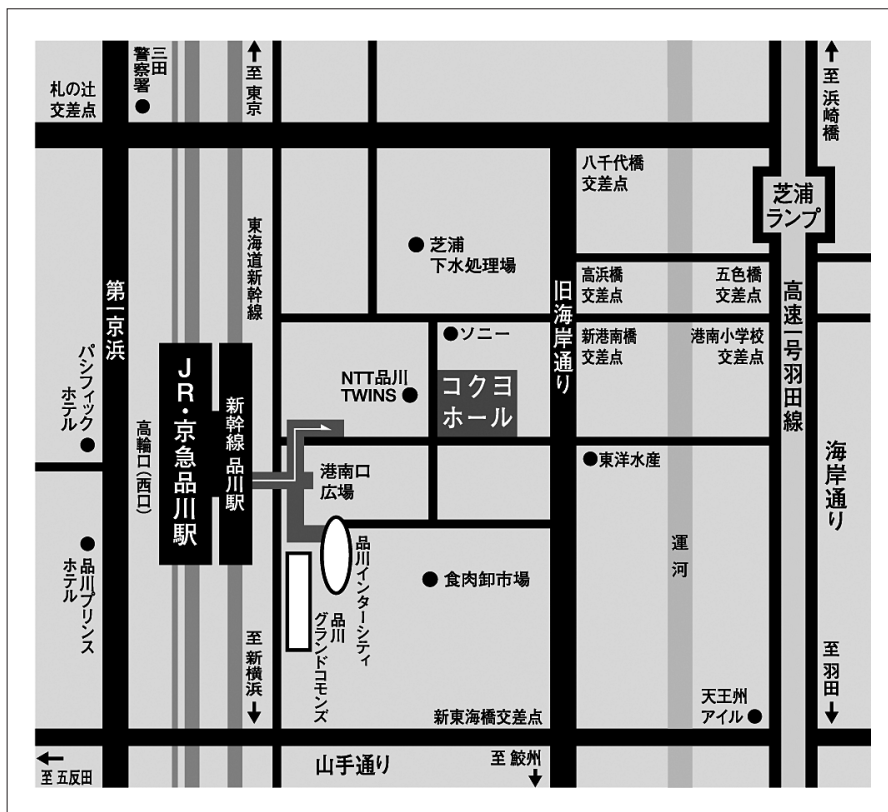 三田
警察署
至 東京
至 浜崎橋
札の辻
交差点
八千代橋
交差点
芝浦
ランプ
東海道新幹線
芝浦
下水処理場
高浜橋
交差点
五色橋
交差点
第一京浜
旧海岸通り
高速一号羽田線
ソニー
新港南橋
交差点
港南小学校
交差点
パシフィック
ホテル
JR・京急品川駅
新幹線 品川駅
NTT品川
TWINS
コクヨ
ホール
高輪口(西口)
港南口
広場
東洋水産
海岸通り
品川プリンス
ホテル
品川インターシティ
品川
グランドコモンズ
食肉卸市場
運河
至 新横浜
至 羽田
天王州
アイル
新東海橋交差点
至 五反田
山手通り
至 鮫州